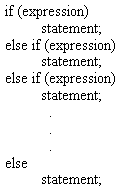 if (expression)
statement;
else if (expression)
statement;
else if (expression)
statement;
.
.
.
else
statement;